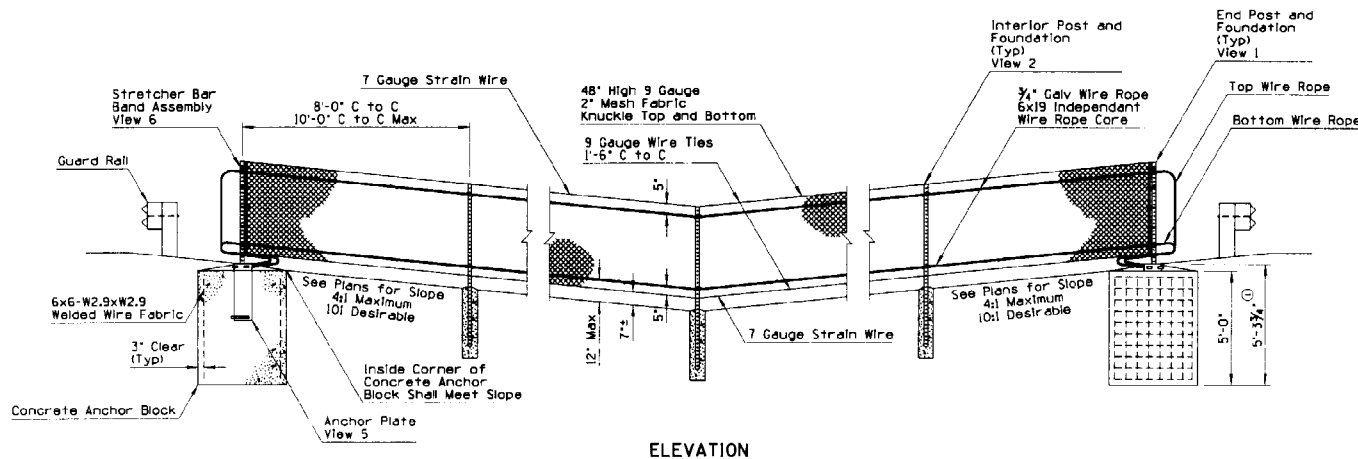 Interior Post and
Foundation
(Typ)
View 2
End Post and
Foundation
(Typ)
View 1
Stretcher Bar
Band Assembly
View 6
7 Gauge Strain Wire
8'-0" C to C
10'-0" C to C Max
48" High 9 Gauge
2" Mesh Fabric
Knuckle Top and Bottom
3/4" Galv Wire Rope
6x19 Independant
Wire Rope Core
Top Wire Rope
Bottom Wire Rope
9 Gauge Wire Ties
1'-6" C to C
Guard Rail
5"
See Plans for Slope
4:1 Maximum
10:1 Desirable
See Plans for Slope
4:1 Maximum
10:1 Desirable
6x6-W2.9xW2.9
Welded Wire Fabric
12" Max
7"±
5"
7 Gauge Strain Wire
5'-0"
5'-3 3/4" ①
3" Clear
(Typ)
Inside Corner of
Concrete Anchor
Block Shall Meet Slope
Concrete Anchor Block
Anchor Plate
View 5
ELEVATION